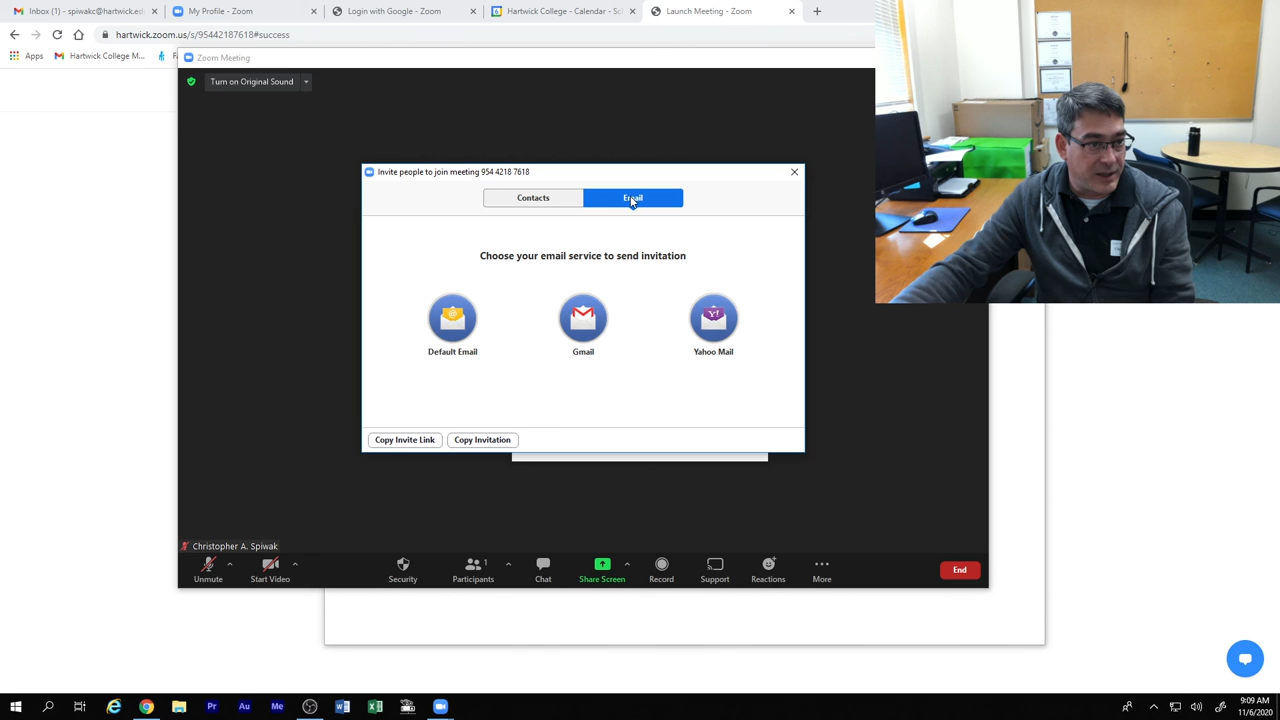 Inbox (1) - spiwakc@hartwick.ed
My Profile - Zoom
Join with Google - Zoom
Hartwick College - Calendar - Sc
Launch Meeting - Zoom
hartwick.zoom.us/j/95442187618#success
Apps
Hartwick College M...
Zoom Meeting
Turn on Original Sound
Invite people to join meeting 954 4218 7618
Contacts
Email
Choose your email service to send invitation
Default Email
Gmail
Yahoo Mail
Copy Invite Link
Copy Invitation
Christopher A. Spiwak
Unmute
Start Video
Security
Participants
1
Chat
Share Screen
Record
Support
Reactions
More
End
9:09 AM
11/6/2020